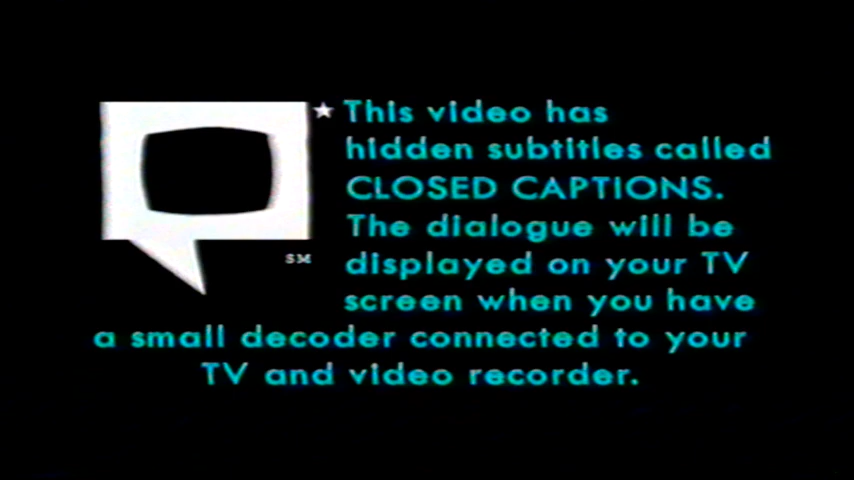 ★ This video has
hidden subtitles called
CLOSED CAPTIONS.
The dialogue will be
displayed on your TV
SM
screen when you have
a small decoder connected to your
TV and video recorder.